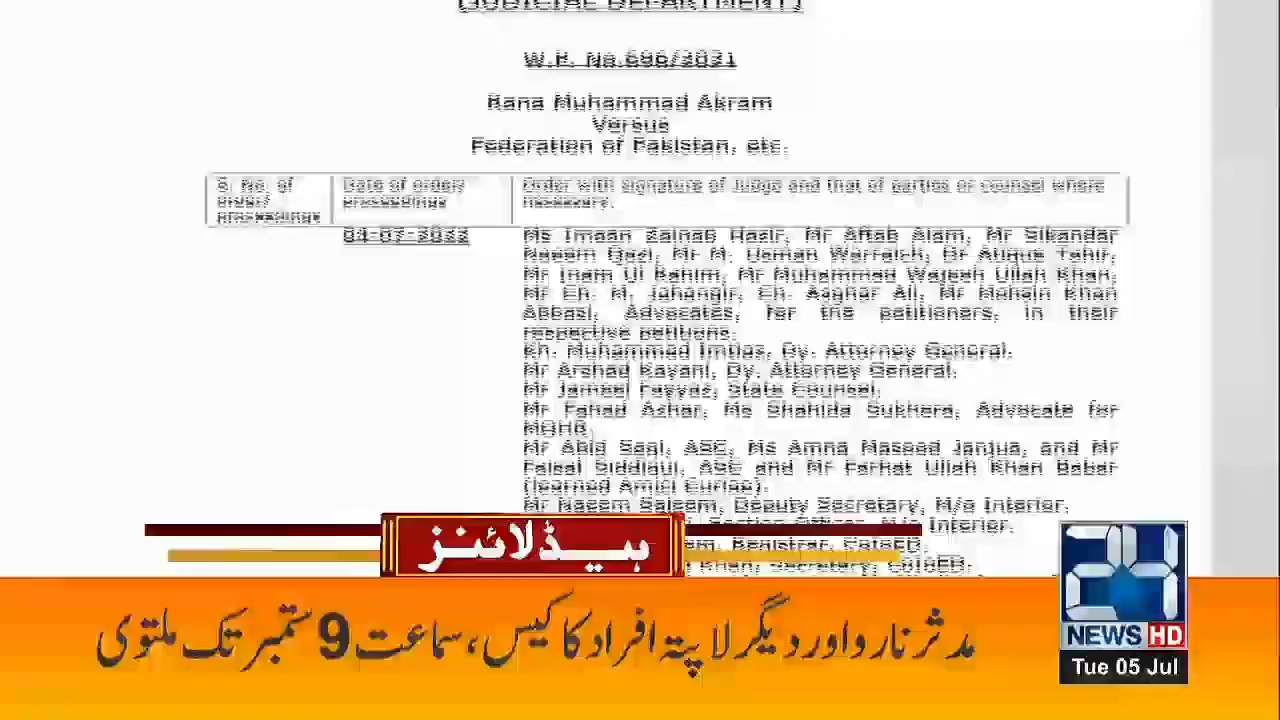 (JUDICIAL DEPARTMENT)
W.P. No.696/2021
Rana Muhammad Akram
Versus
Federation of Pakistan, etc.
S. No. of order/ proceedings
Date of order/ proceedings
Order with signature of Judge and that of parties or counsel where necessary.
04-07-2022
Ms Imaan Zainab Hazir, Mr Aftab Alam, Mr Sikandar
Naeem Qazi, Mr M. Usman Warraich, Mr Tahir,
Mr Inam Ul Rahim, Mr Muhammad Wajeeh Ullah Khan,
Mr Ch. M. Jahangir, Ch. Asghar Ali, Mr Mohsin Khan
Abbasi, Advocates, for the petitioners, in their
respective petitions.
Kh. Muhammad Imtiaz, Dy. Attorney General.
Mr Arshad Kayani, Dy. Attorney General.
Mr Jameel Fayyaz, State Counsel.
Mr Fahad Azhar, Ms Shahida Sukhera, Advocate for
MOHR.
Mr Abid Saqi, ASC, Ms Amna Masood Janjua, and Mr
Faisal Siddiqui, ASC and Mr Farhat Ullah Khan Babar
(learned Amici Curiae).
Mr Naeem Saleem, Deputy Secretary, M/o Interior.
Section Officer, M/o Interior.
Registrar, CoIoED.
Khan, Secretary, CoIoED.
ہیڈلائنز
مدثر نارو اور دیگر لاپتہ افراد کا کیس، سماعت 9 ستمبر تک ملتوی
24
NEWS HD
Tue 05 Jul